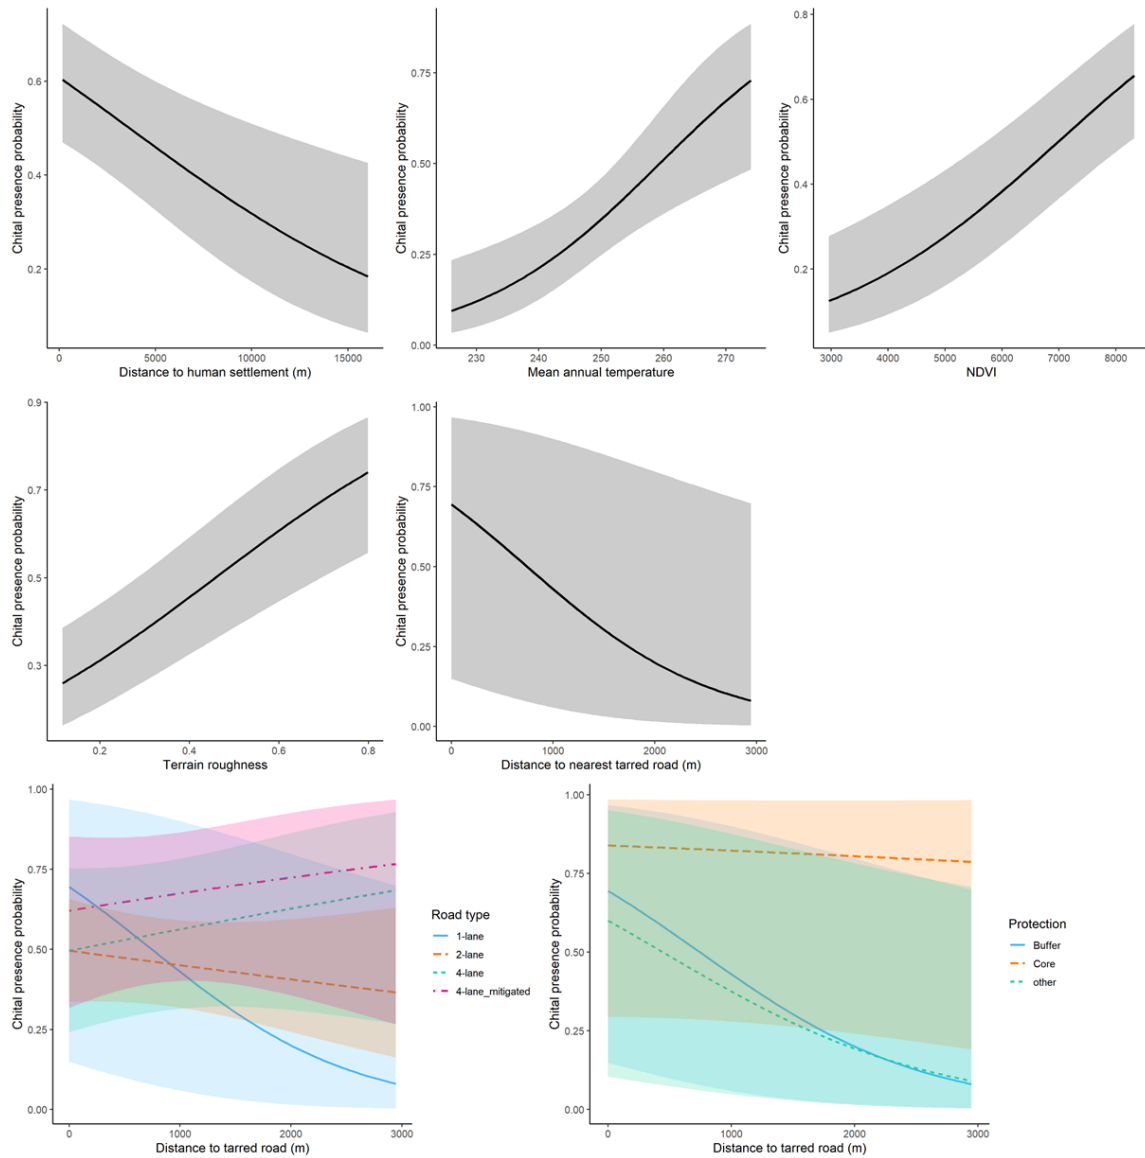 Chital presence probability
0.6
0.4
0.2
0
5000
10000
15000
Distance to human settlement (m)
Chital presence probability
0.75
0.50
0.25
0.00
230
240
250
260
270
Mean annual temperature
Chital presence probability
0.8
0.6
0.4
0.2
3000
4000
5000
6000
7000
8000
NDVI
Chital presence probability
0.9
0.7
0.5
0.3
0.2
0.4
0.6
0.8
Terrain roughness
Chital presence probability
1.00
0.75
0.50
0.25
0.00
0
1000
2000
3000
Distance to nearest tarred road (m)
Chital presence probability
1.00
0.75
0.50
0.25
0.00
0
1000
2000
3000
Distance to tarred road (m)
Road type
1-lane
2-lane
4-lane
4-lane_mitigated
Chital presence probability
1.00
0.75
0.50
0.25
0.00
0
1000
2000
3000
Distance to tarred road (m)
Protection
Buffer
Core
other